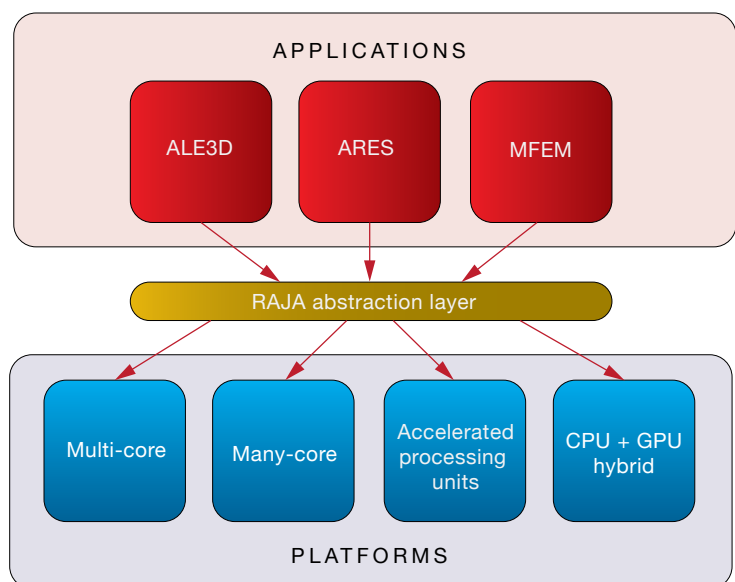 APPLICATIONS
ALE3D
ARES
MFEM
RAJA abstraction layer
Multi-core
Many-core
Accelerated
processing
units
CPU + GPU
hybrid
PLATFORMS